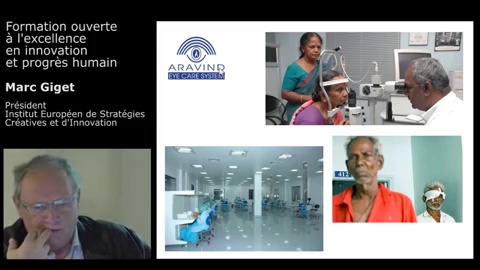 Formation ouverte
à l'excellence
en innovation
et progrès humain
Marc Giget
Président
Institut Européen de Stratégies
Créatives et d'Innovation
ARAVIND
EYE CARE SYSTEM
412